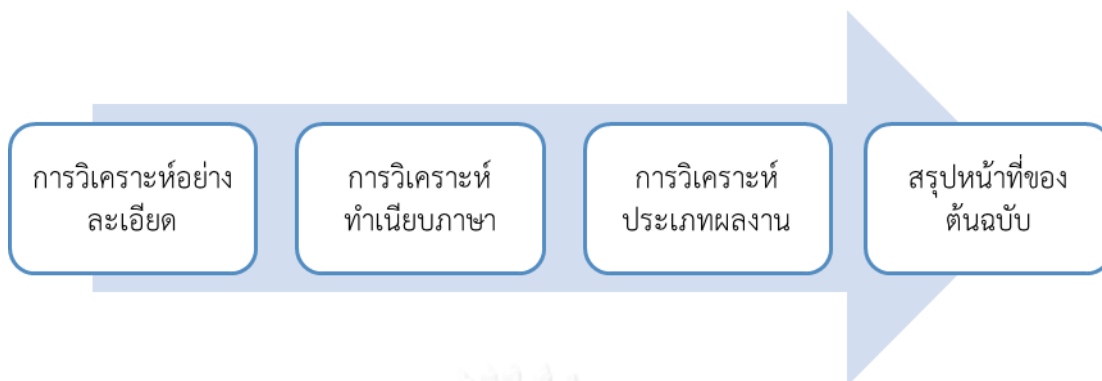 การวิเคราะห์อย่าง
ละเอียด
การวิเคราะห์
ทำเนียบภาษา
การวิเคราะห์
ประเภทผลงาน
สรุปหน้าที่ของ
ต้นฉบับ